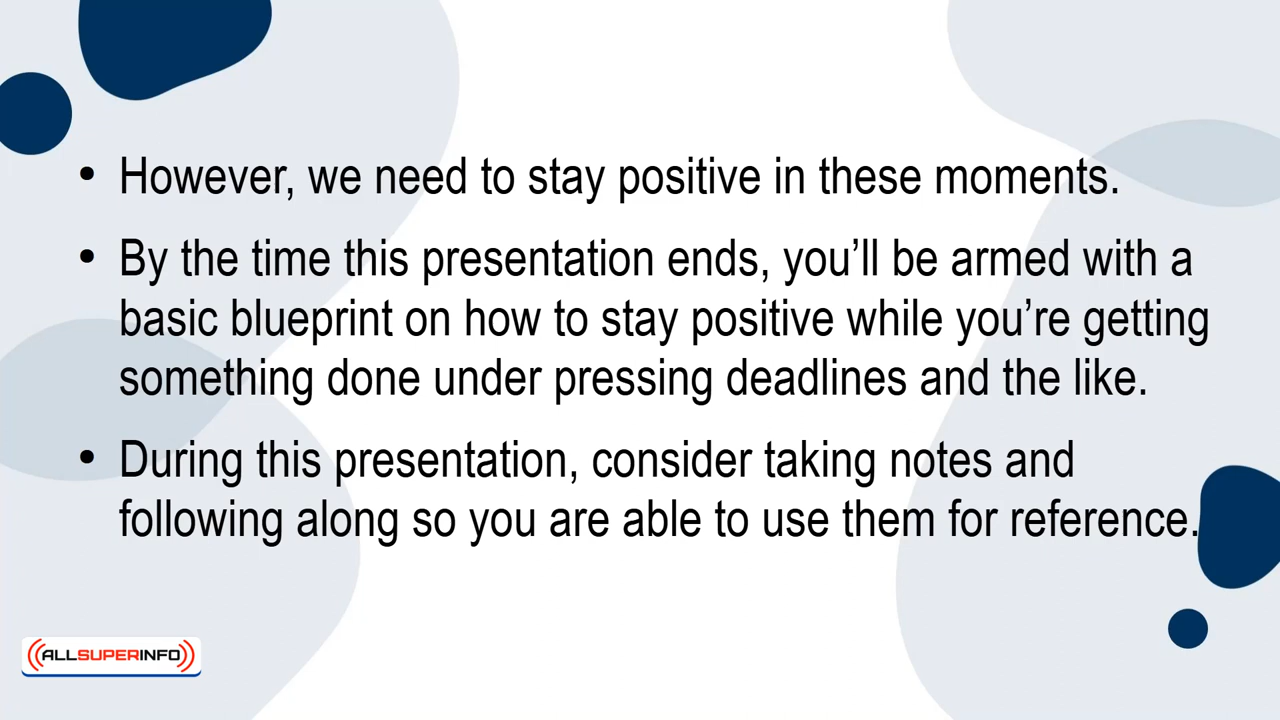 • However, we need to stay positive in these moments.
• By the time this presentation ends, you’ll be armed with a
basic blueprint on how to stay positive while you’re getting
something done under pressing deadlines and the like.
• During this presentation, consider taking notes and
following along so you are able to use them for reference.
ALLSUPERINFO